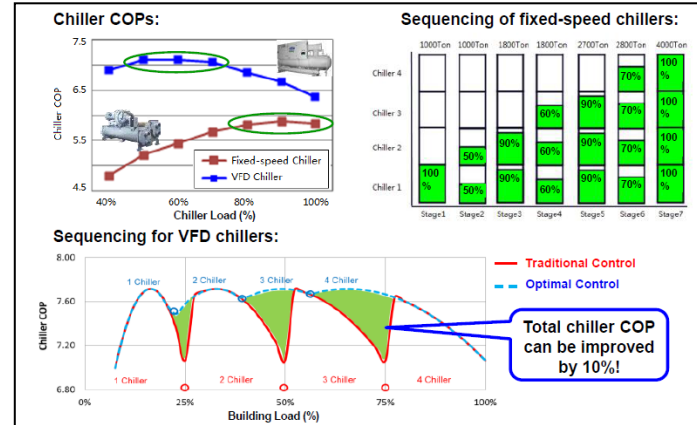 Chiller COPs:
7.5
6.5
5.5
4.5
Chiller COP
Fixed-speed Chiller
VFD Chiller
40%
60%
80%
100%
Chiller Load (%)
Sequencing of fixed-speed chillers:
1000Ton 1000Ton 1800Ton 1800Ton 2700Ton 2800Ton 4000Ton
Chiller 4
70%
100
%
Chiller 3
60%
90%
70%
100
%
Chiller 2
50%
90%
60%
90%
70%
100
%
Chiller 1
100
%
50%
90%
60%
90%
70%
100
%
Stage1 Stage2 Stage3 Stage4 Stage5 Stage6 Stage7
Sequencing for VFD chillers:
8.00
7.60
7.20
6.80
Chiller COP
1 Chiller
2 Chiller
3 Chiller
4 Chiller
1 Chiller
2 Chiller
3 Chiller
4 Chiller
0%
25%
50%
75%
100%
Building Load (%)
Traditional Control
Optimal Control
Total chiller COP
can be improved
by 10%!